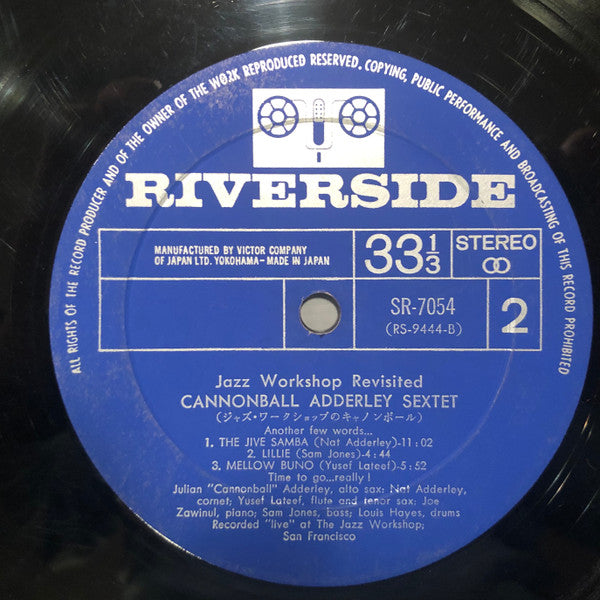 ALL RIGHTS OF THE RECORD PRODUCER AND OF THE OWNER OF THE WORK REPRODUCED RESERVED. COPYING, PUBLIC PERFORMANCE AND BROADCASTING OF THIS RECORD PROHIBITED
RIVERSIDE
MANUFACTURED BY VICTOR COMPANY
OF JAPAN LTD. YOKOHAMA-MADE IN JAPAN
33 1/3
STEREO
SR-7054
(RS-9444-B)
2
Jazz Workshop Revisited
CANNONBALL ADDERLEY SEXTET
(ジャズ・ワークショップのキャノンボール)
Another few words...
1. THE JIVE SAMBA (Nat Adderley)-11:02
2. LILLIE (Sam Jones)-4:44
3. MELLOW BUNO (Yusef Lateef)-5:52
Time to go...really!
Julian "Cannonball" Adderley, alto sax; Nat Adderley,
cornet; Yusef Lateef, flute and tenor sax; Joe
Zawinul, piano; Sam Jones, bass; Louis Hayes, drums
Recorded "live" at The Jazz Workshop;
San Francisco